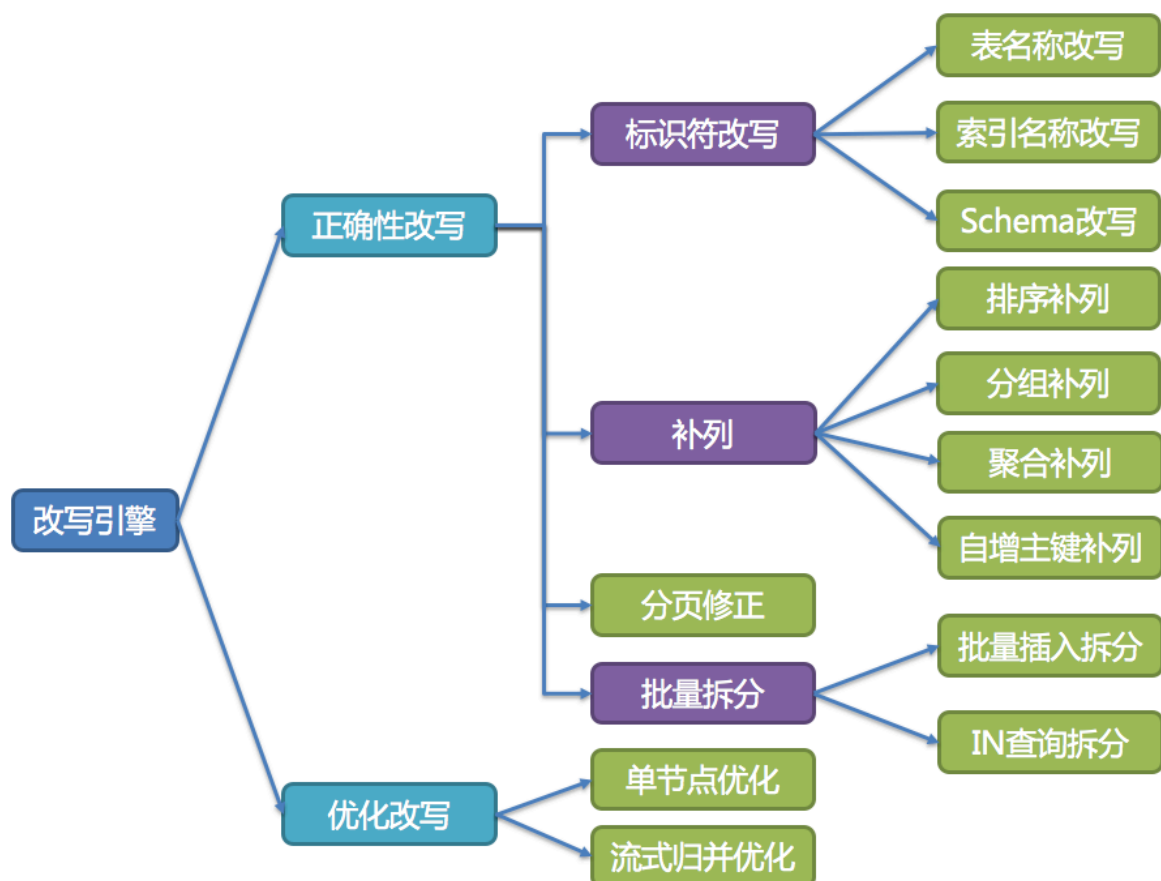 改写引擎
正确性改写
标识符改写
表名称改写
索引名称改写
Schema改写
补列
排序补列
分组补列
聚合补列
自增主键补列
分页修正
批量拆分
批量插入拆分
IN查询拆分
优化改写
单节点优化
流式归并优化